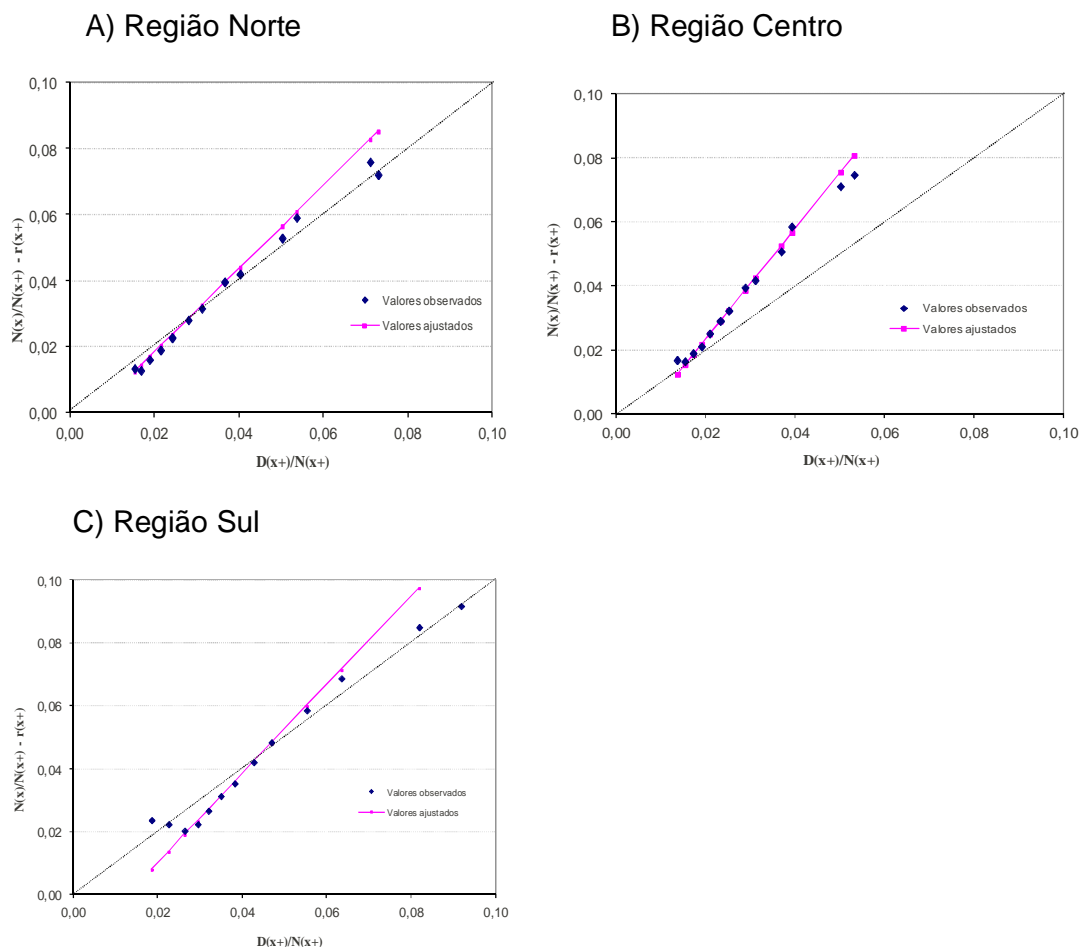 A) Região Norte
0,10
0,08
0,06
0,04
0,02
0,00
N(x)/N(x+) - r(x+)
Valores observados
Valores ajustados
0,00 0,02 0,04 0,06 0,08 0,10
D(x+)/N(x+)
B) Região Centro
0,10
0,08
0,06
0,04
0,02
0,00
N(x)/N(x+) - r(x+)
Valores observados
Valores ajustados
0,00 0,02 0,04 0,06 0,08 0,10
D(x+)/N(x+)
C) Região Sul
0,10
0,08
0,06
0,04
0,02
0,00
N(x)/N(x+) - r(x+)
Valores observados
Valores ajustados
0,00 0,02 0,04 0,06 0,08 0,10
D(x+)/N(x+)